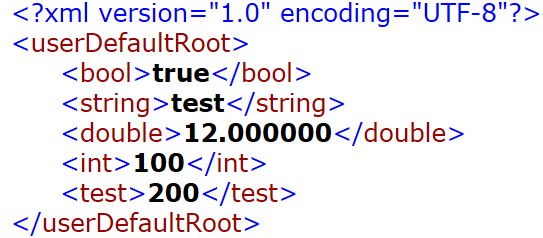 <?xml version="1.0" encoding="UTF-8"?>
<userDefaultRoot>
<bool>true</bool>
<string>test</string>
<double>12.000000</double>
<int>100</int>
<test>200</test>
</userDefaultRoot>